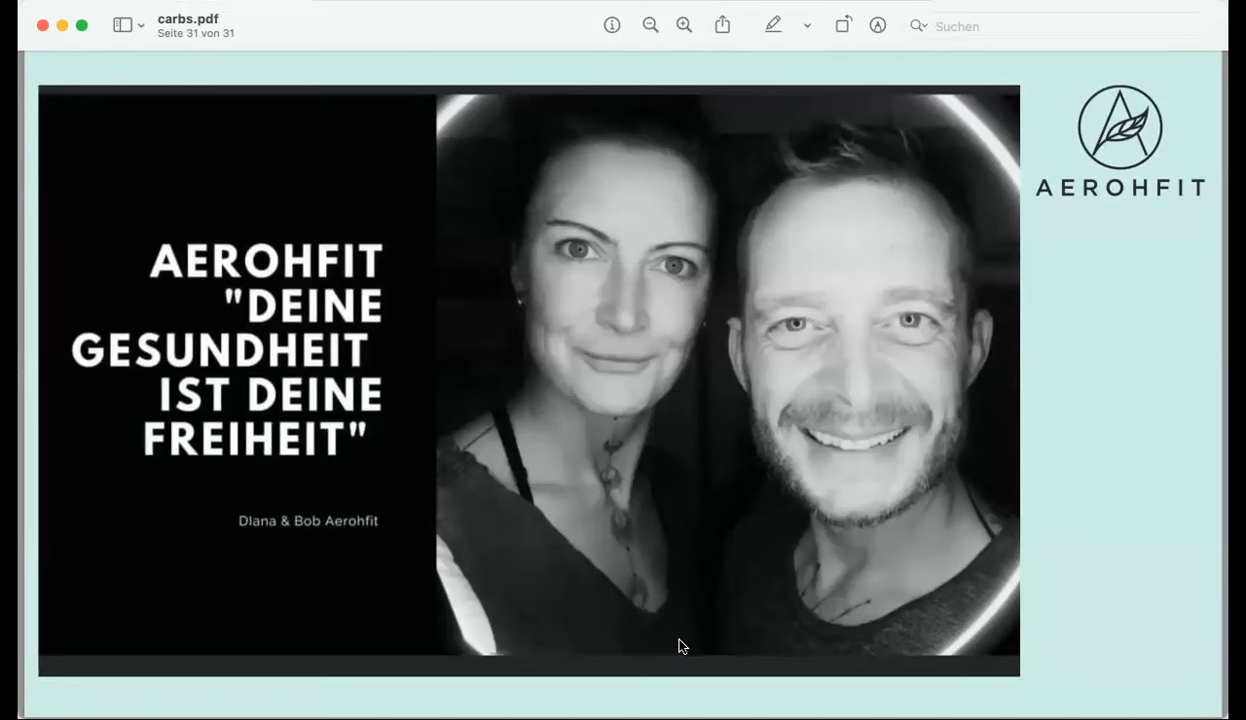 carbs.pdf
Seite 31 von 31
Suchen
AEROHFIT
AEROHFIT
"DEINE
GESUNDHEIT
IST DEINE
FREIHEIT"
DIana & Bob Aerohfit